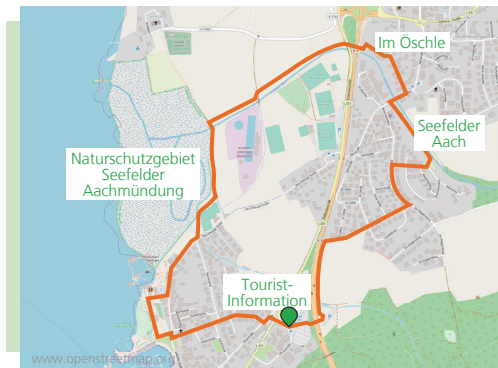 Im Öschle
Seefelder
Aach
Naturschutzgebiet
Seefelder
Aachmündung
Tourist-
Information
www.openstreetmap.org